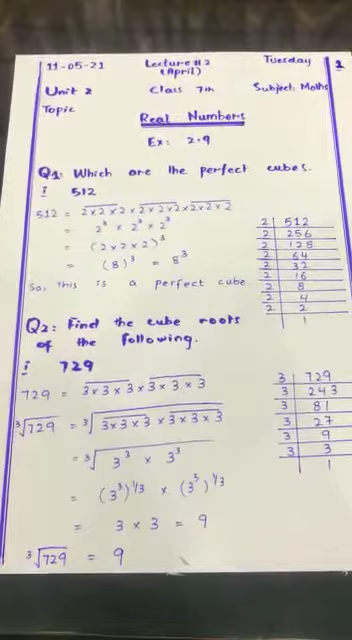 11-05-21 Lecture #2 Tuesday 1
(April)
Unit 2 Class 7th Subject: Maths
Topic
Real Numbers
Ex: 2.9
Q1: Which are the perfect cubes.
i 512
512 = 2×2×2×2×2×2×2×2×2
= 2³ × 2³ × 2³
= (2×2×2)³
= (8)³ = 8³
So, this is a perfect cube
2 | 512
2 | 256
2 | 128
2 | 64
2 | 32
2 | 16
2 | 8
2 | 4
2 | 2
1
Q2: Find the cube roots
of the following.
i 729
729 = 3×3×3×3×3×3
³√729 = ³√3×3×3×3×3×3
= ³√3³ × 3³
= (3³)^1/3 × (3³)^1/3
= 3 × 3 = 9
³√729 = 9
3 | 729
3 | 243
3 | 81
3 | 27
3 | 9
3 | 3
1